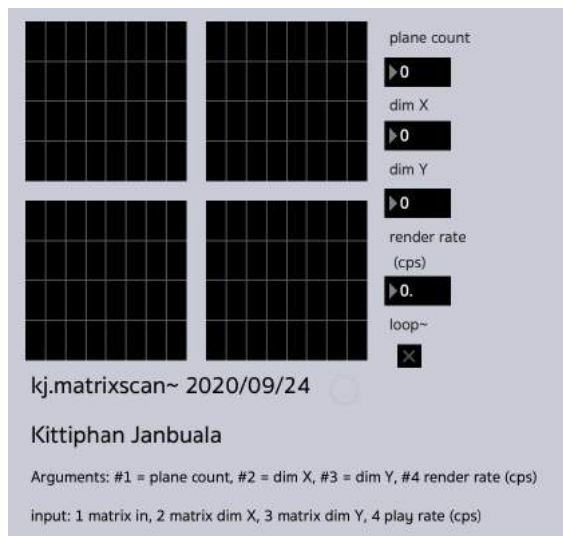 plane count
0
dim X
0
dim Y
0
render rate
(cps)
0.
loop~
kj.matrixscan~ 2020/09/24
Kittiphan Janbuala
Arguments: #1 = plane count, #2 = dim X, #3 = dim Y, #4 render rate (cps)
input: 1 matrix in, 2 matrix dim X, 3 matrix dim Y, 4 play rate (cps)